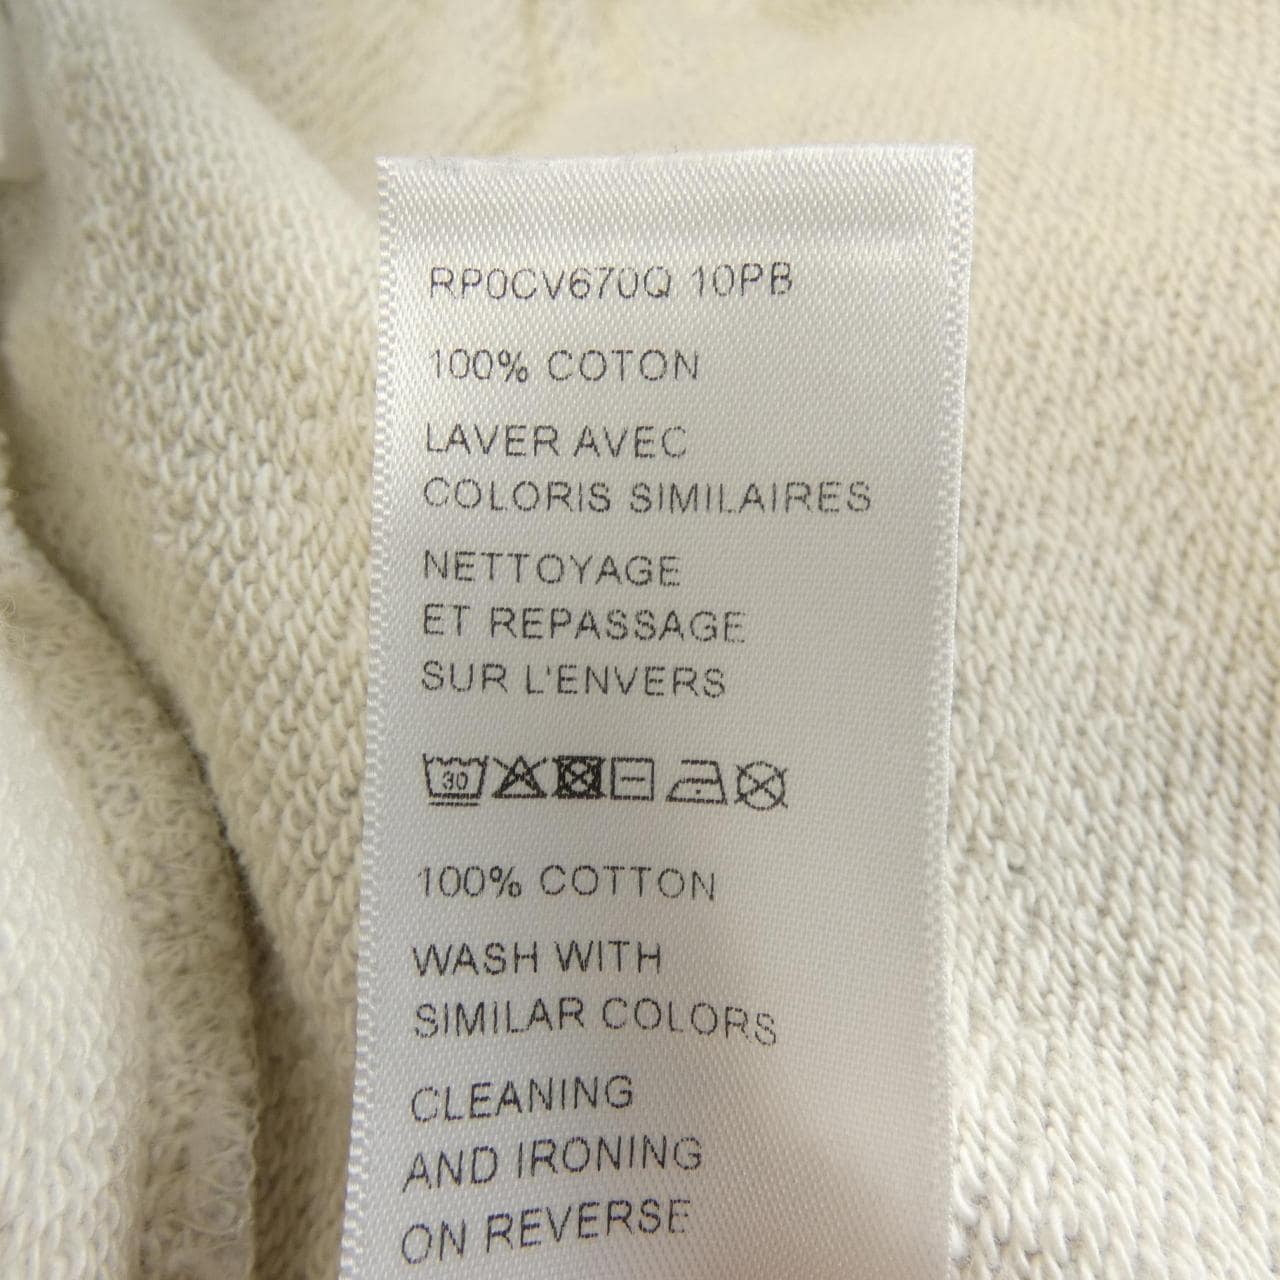 RP0CV670Q 10PB
100% COTON
LAVER AVEC
COLORIS SIMILAIRES
NETTOYAGE
ET REPASSAGE
SUR L'ENVERS
30
100% COTTON
WASH WITH
SIMILAR COLORS
CLEANING
AND IRONING
ON REVERSE